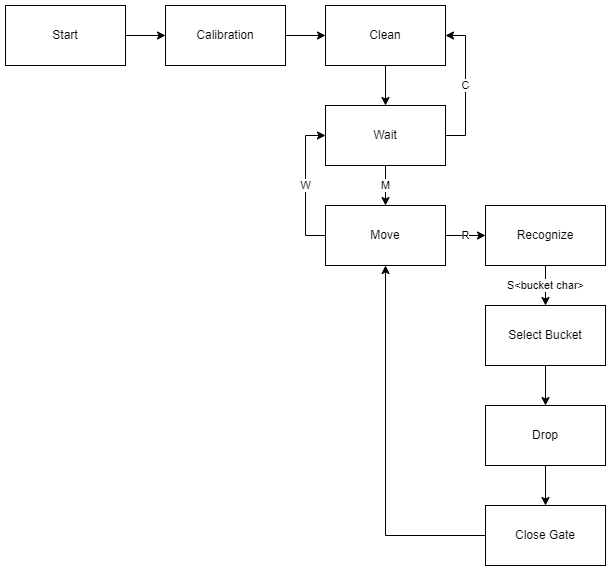 Start
Calibration
Clean
C
Wait
W
M
Move
R
Recognize
S<bucket char>
Select Bucket
Drop
Close Gate